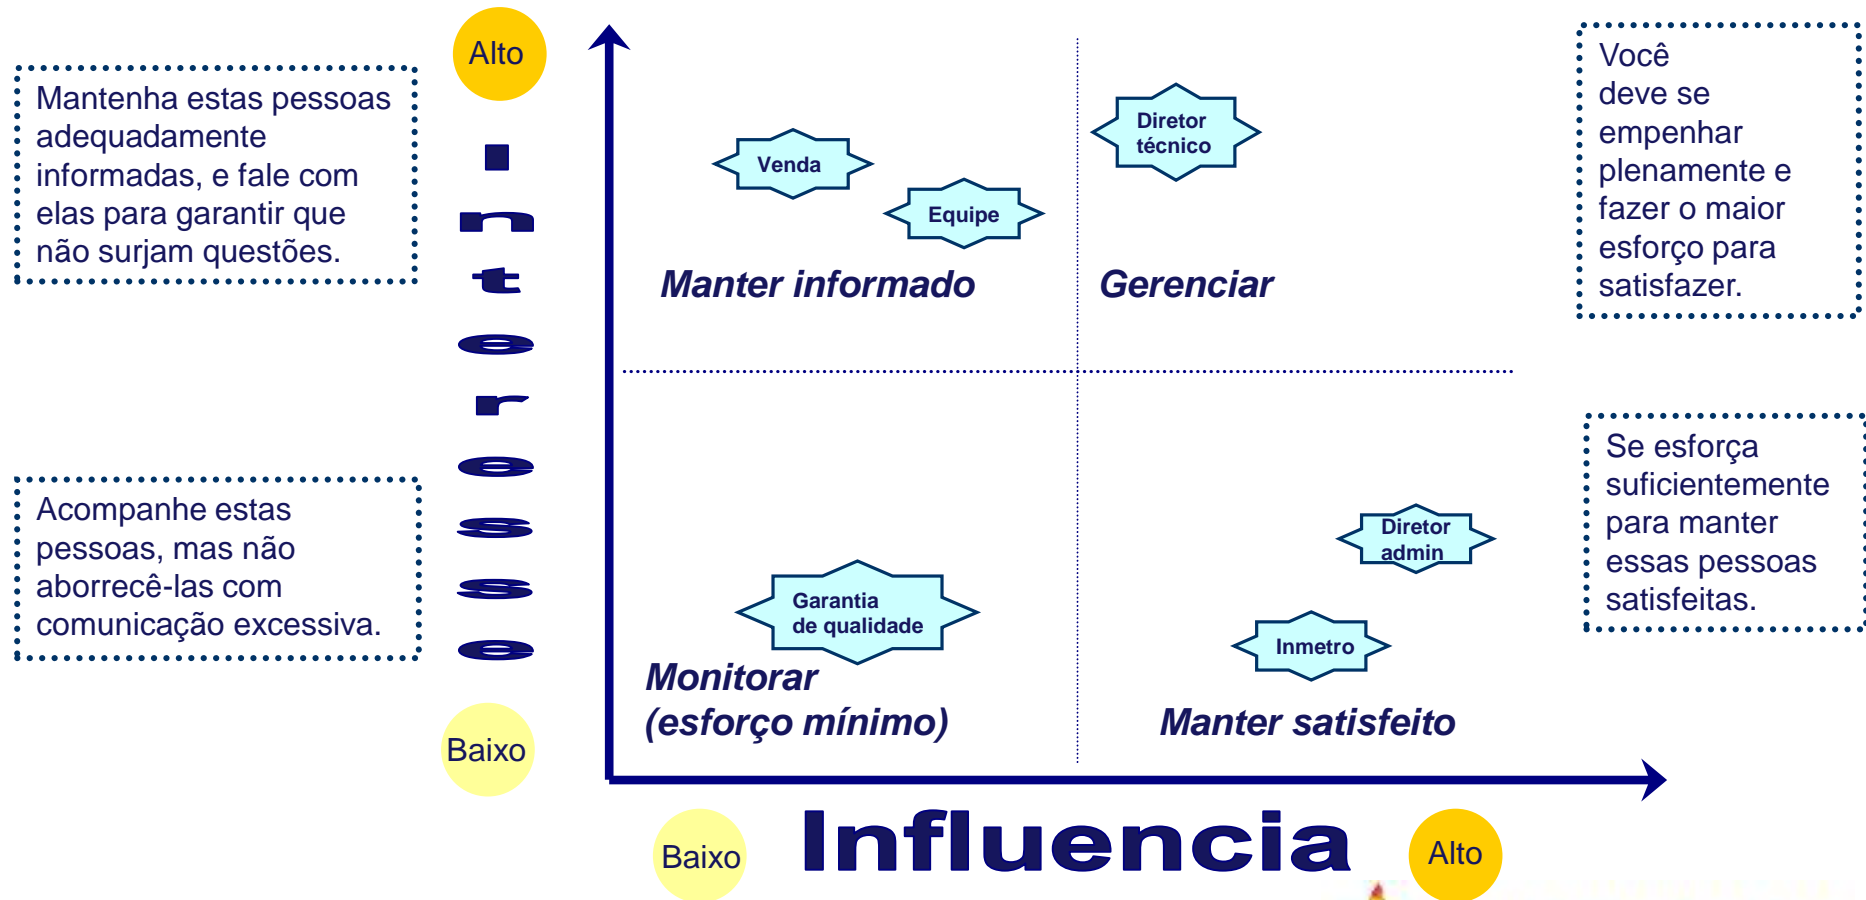 Alto
Mantenha estas pessoas
adequadamente
informadas, e fale com
elas para garantir que
não surjam questões.
Você
deve se
empenhar
plenamente e
fazer o maior
esforço para
satisfazer.
Venda
Equipe
Diretor
técnico
Manter informado
Gerenciar
interesso
Acompanhe estas
pessoas, mas não
aborrecê-las com
comunicação excessiva.
Se esforça
suficientemente
para manter
essas pessoas
satisfeitas.
Garantia
de qualidade
Diretor
admin
Inmetro
Monitorar
(esforço mínimo)
Manter satisfeito
Baixo
Baixo
Influencia
Alto